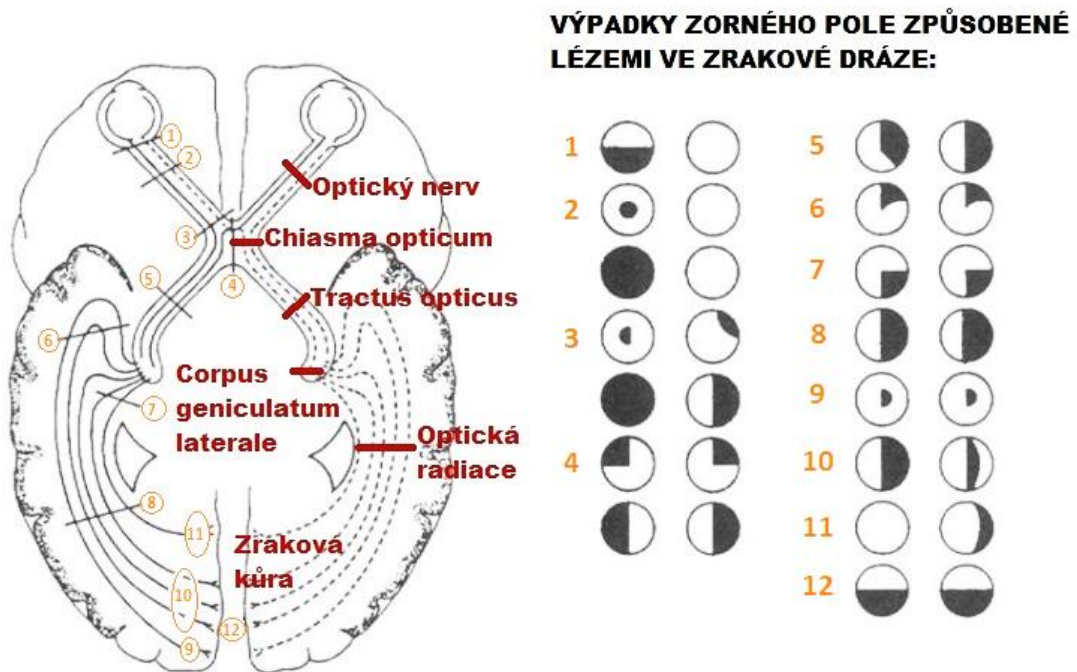 VÝPADKY ZORNÉHO POLE ZPŮSOBENÉ
LÉZEMI VE ZRAKOVÉ DRÁZE:
1
2
3
4
5
6
7
8
9
10
11
12
Optický nerv
Chiasma opticum
Tractus opticus
Corpus
geniculatum
laterale
Optická
radiace
Zraková
kůra
1
2
3
4
5
6
7
8
11
10
12
9